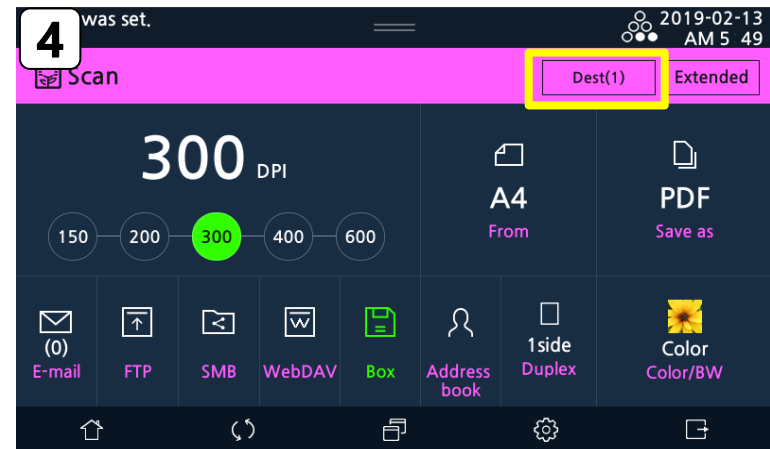 4
was set.
2019-02-13
AM 5 49
Scan
Dest(1)
Extended
300 DPI
150
200
300
400
600
A4
From
PDF
Save as
(0)
E-mail
FTP
SMB
WebDAV
Box
Address
book
1side
Duplex
Color
Color/BW